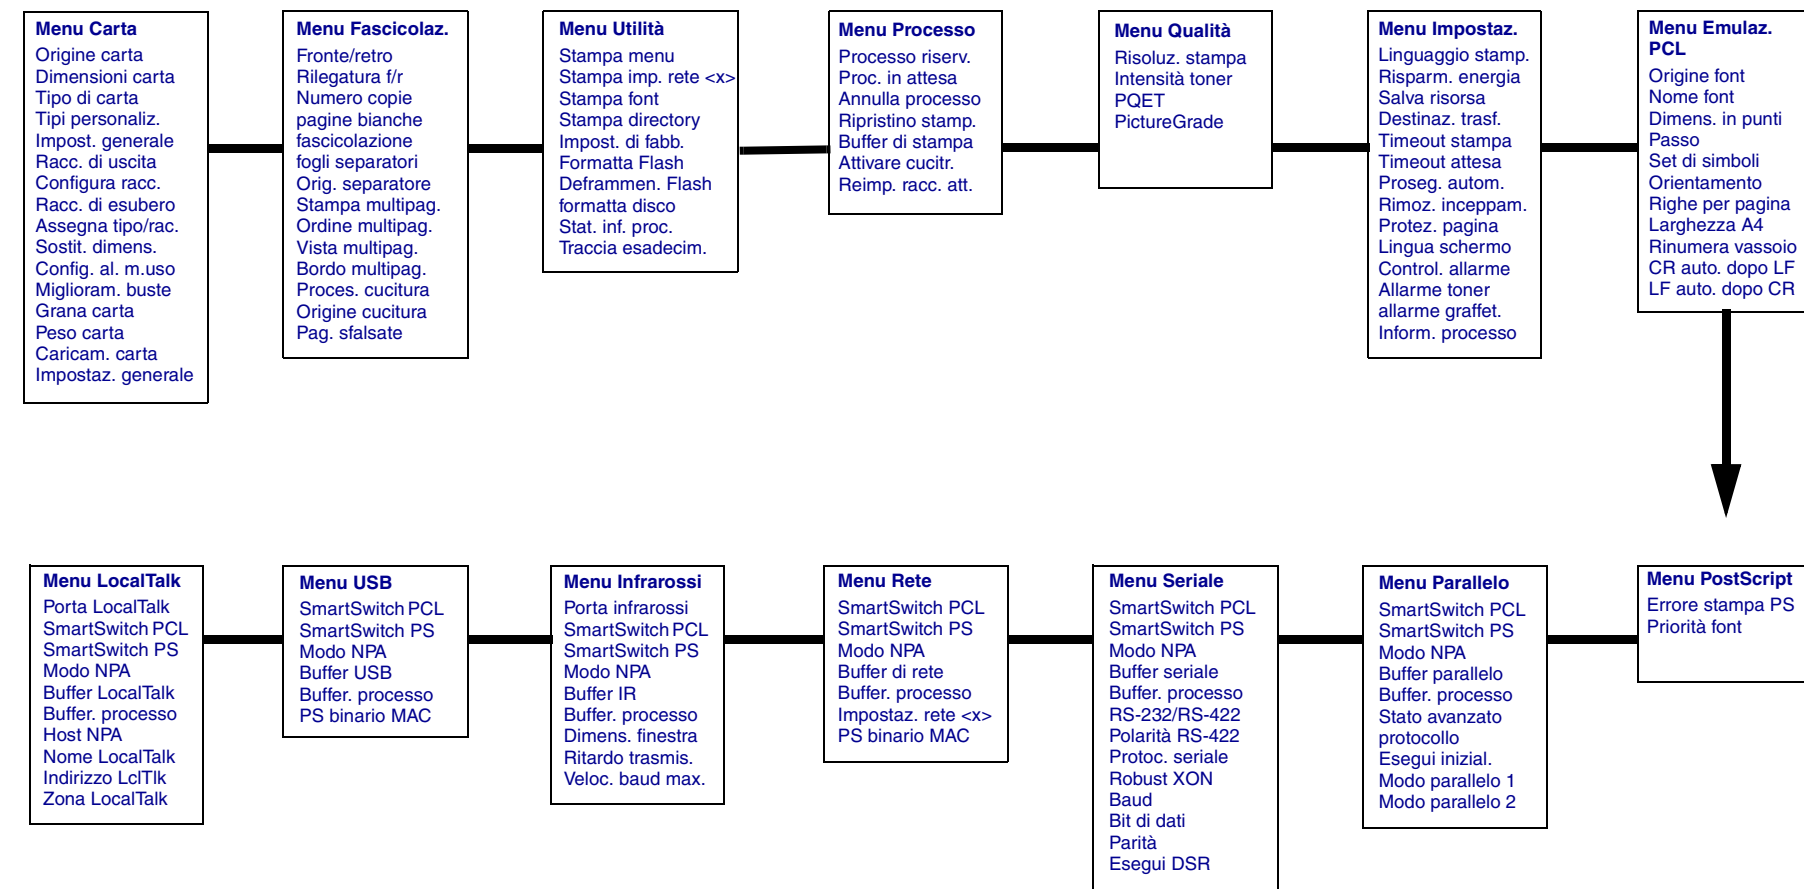 Menu Carta
Origine carta
Dimensioni carta
Tipo di carta
Tipi personaliz.
Impost. generale
Racc. di uscita
Configura racc.
Racc. di esubero
Assegna tipo/rac.
Sostit. dimens.
Config. al. m.uso
Miglioram. buste
Grana carta
Peso carta
Caricam. carta
Impostaz. generale
Menu Fascicolaz.
Fronte/retro
Rilegatura f/r
Numero copie
pagine bianche
fascicolazione
fogli separatori
Orig. separatore
Stampa multipag.
Ordine multipag.
Vista multipag.
Bordo multipag.
Proces. cucitura
Origine cucitura
Pag. sfalsate
Menu Utilità
Stampa menu
Stampa imp. rete <x>
Stampa font
Stampa directory
Impost. di fabb.
Formatta Flash
Deframmen. Flash
formatta disco
Stat. inf. proc.
Traccia esadecim.
Menu Processo
Processo riserv.
Proc. in attesa
Annulla processo
Ripristino stamp.
Buffer di stampa
Attivare cucitr.
Reimp. racc. att.
Menu Qualità
Risoluz. stampa
Intensità toner
PQET
PictureGrade
Menu Impostaz.
Linguaggio stamp.
Risparm. energia
Salva risorsa
Destinaz. trasf.
Timeout stampa
Timeout attesa
Proseg. autom.
Rimoz. inceppam.
Protez. pagina
Lingua schermo
Control. allarme
Allarme toner
allarme graffet.
Inform. processo
Menu Emulaz.
PCL
Origine font
Nome font
Dimens. in punti
Passo
Set di simboli
Orientamento
Righe per pagina
Larghezza A4
Rinumera vassoio
CR auto. dopo LF
LF auto. dopo CR
Menu LocalTalk
Porta LocalTalk
SmartSwitch PCL
SmartSwitch PS
Modo NPA
Buffer LocalTalk
Buffer. processo
Host NPA
Nome LocalTalk
Indirizzo LclTlk
Zona LocalTalk
Menu USB
SmartSwitch PCL
SmartSwitch PS
Modo NPA
Buffer USB
Buffer. processo
PS binario MAC
Menu Infrarossi
Porta infrarossi
SmartSwitch PCL
SmartSwitch PS
Modo NPA
Buffer IR
Buffer. processo
Dimens. finestra
Ritardo trasmis.
Veloc. baud max.
Menu Rete
SmartSwitch PCL
SmartSwitch PS
Modo NPA
Buffer di rete
Buffer. processo
Impostaz. rete <x>
PS binario MAC
Menu Seriale
SmartSwitch PCL
SmartSwitch PS
Modo NPA
Buffer seriale
Buffer. processo
RS-232/RS-422
Polarità RS-422
Protoc. seriale
Robust XON
Baud
Bit di dati
Parità
Esegui DSR
Menu Parallelo
SmartSwitch PCL
SmartSwitch PS
Modo NPA
Buffer parallelo
Buffer. processo
Stato avanzato
protocollo
Esegui inizial.
Modo parallelo 1
Modo parallelo 2
Menu PostScript
Errore stampa PS
Priorità font